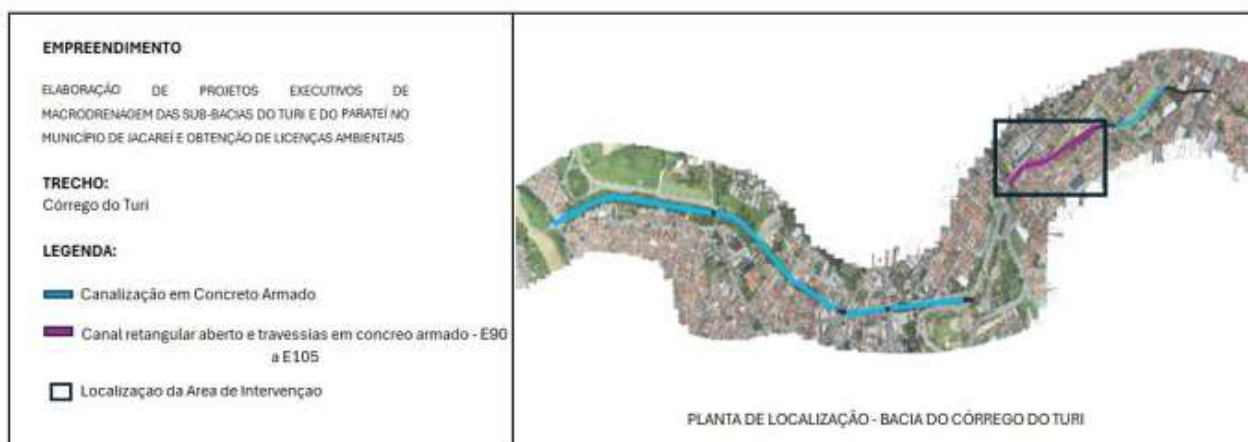 EMPREENDIMENTO
ELABORAÇÃO DE PROJETOS EXECUTIVOS DE
MACRODRENAGEM DAS SUB-BACIAS DO TURI E DO PARATEÍ NO
MUNICÍPIO DE JACAREÍ E OBTENÇÃO DE LICENÇAS AMBIENTAIS
TRECHO:
Córrego do Turi
LEGENDA:
Canalização em Concreto Armado
Canal retangular aberto e travessias em concreo armado - E90
a E105
Localizaçao da Area de Intervençao
PLANTA DE LOCALIZAÇÃO - BACIA DO CÓRREGO DO TURI